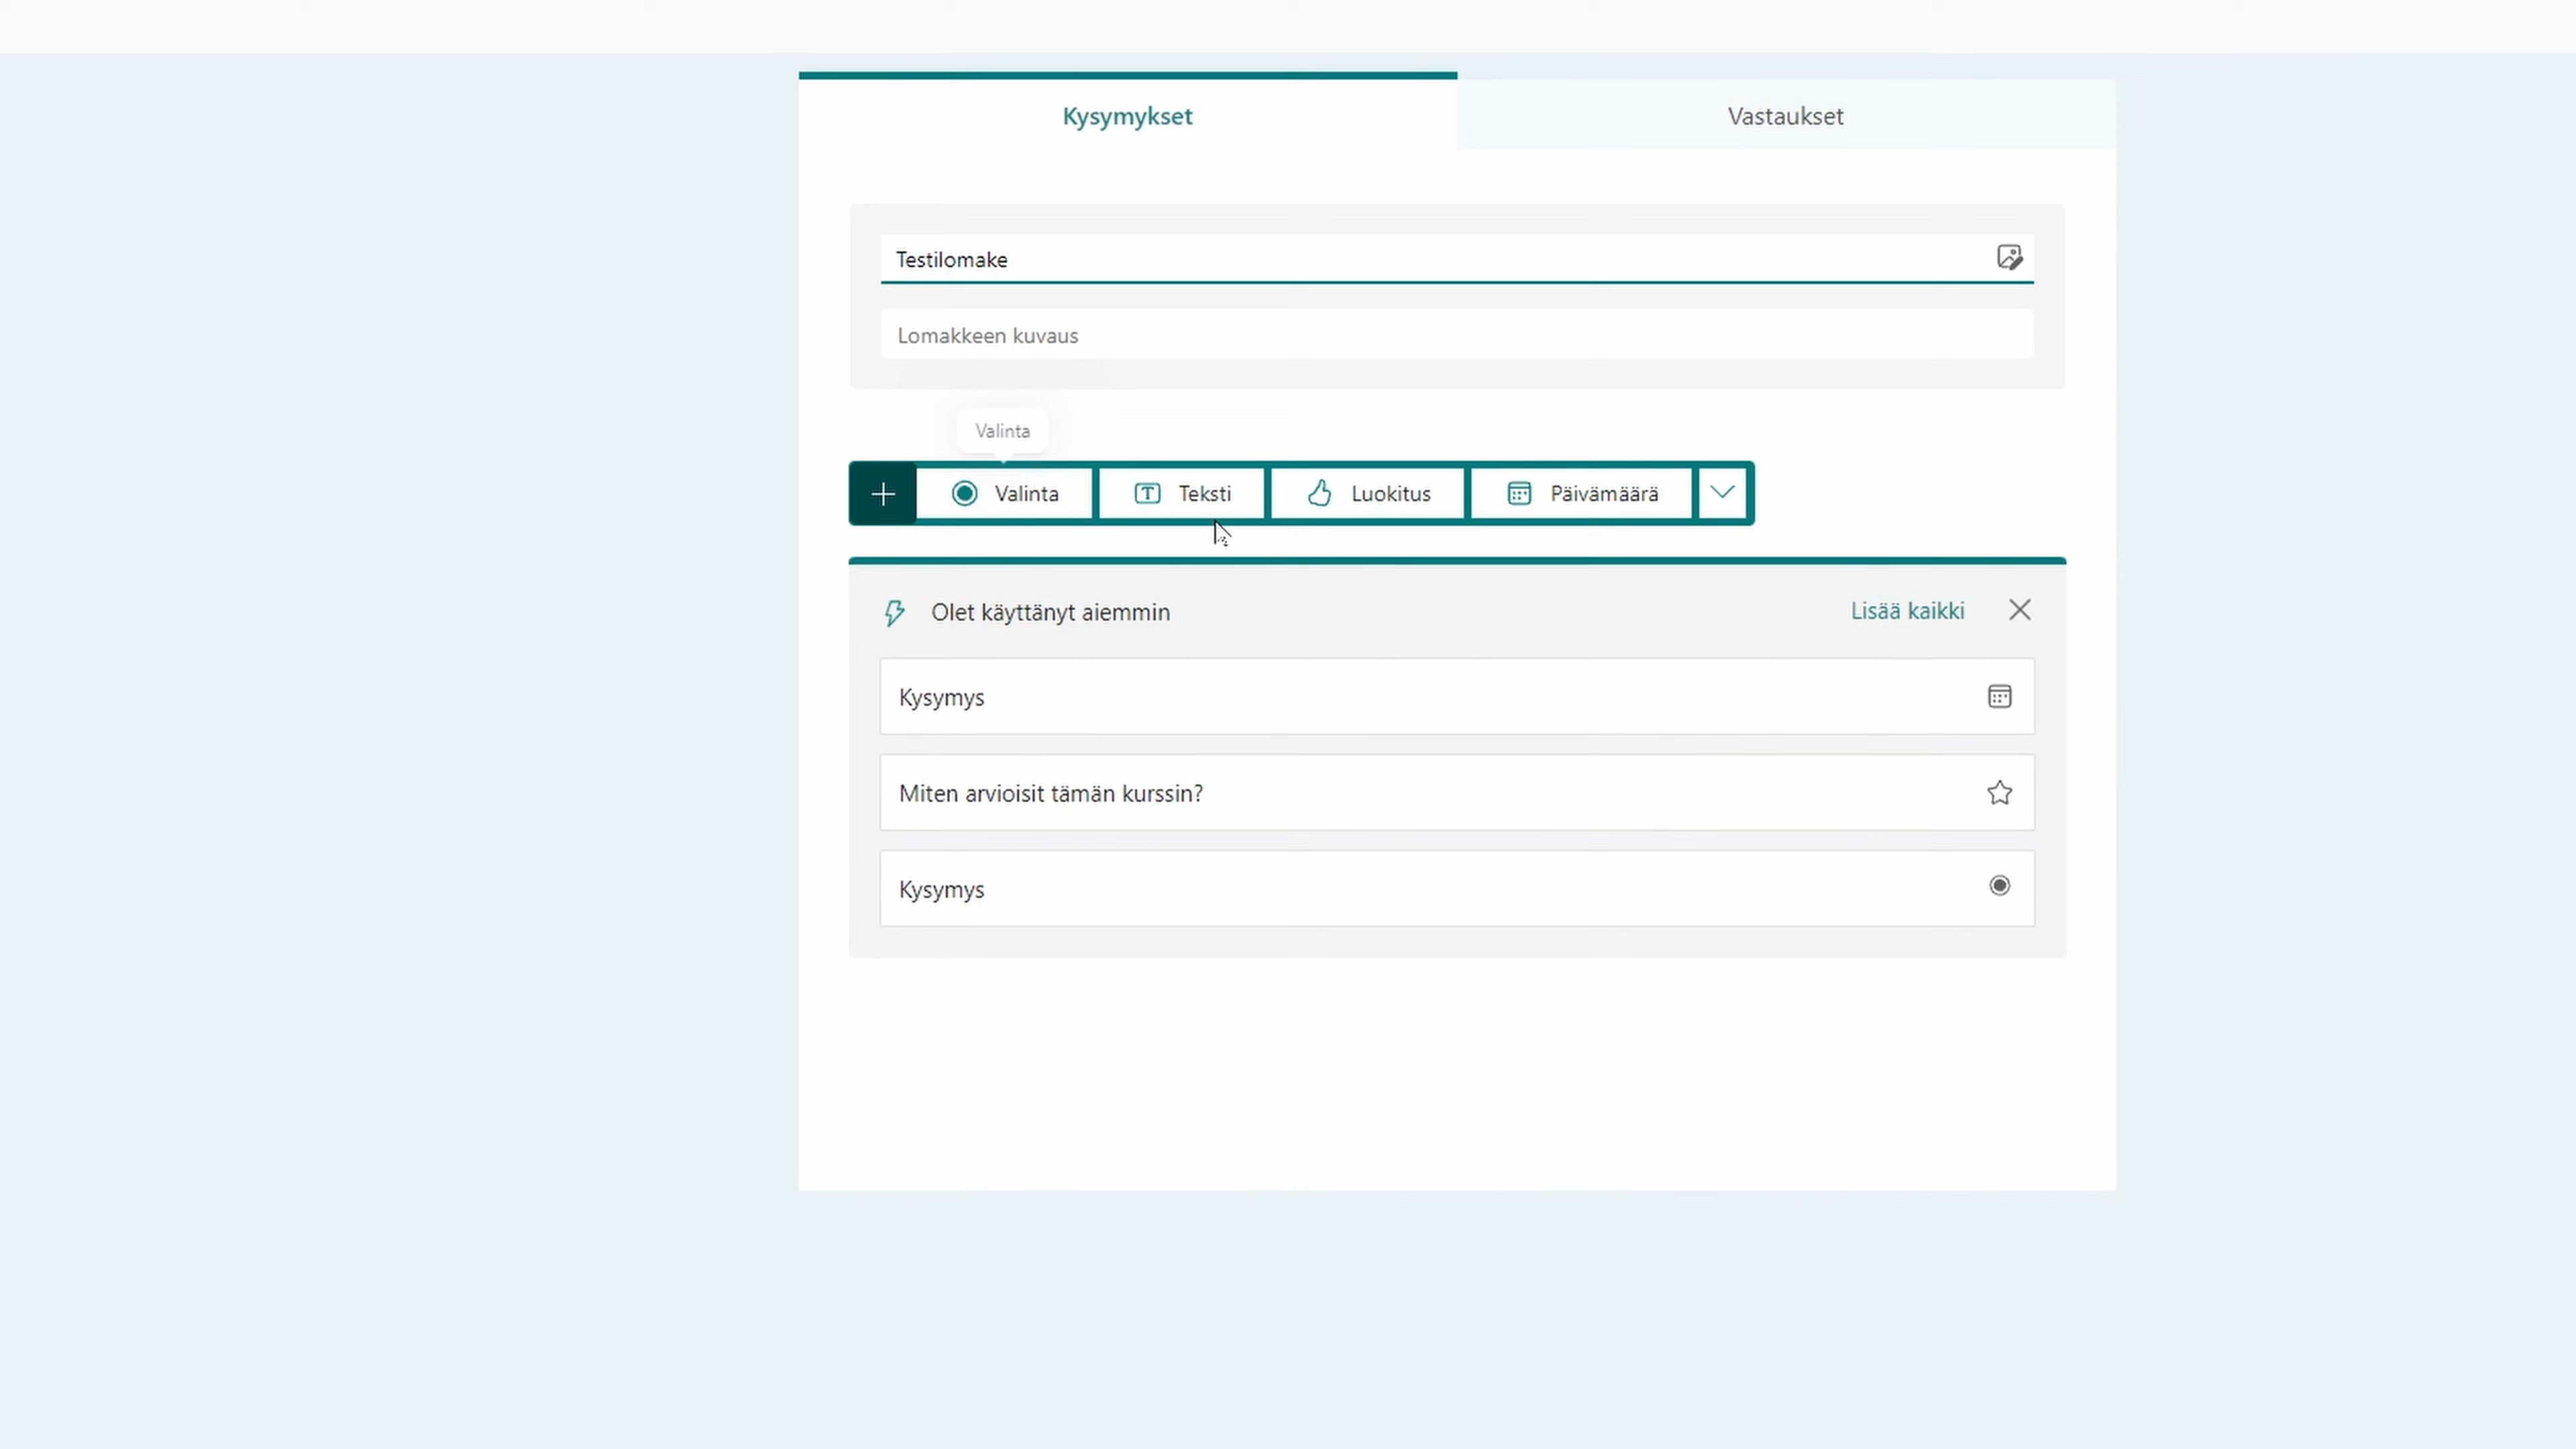 Kysymykset
Vastaukset
Testilomake
Lomakkeen kuvaus
Valinta
Valinta
Teksti
Luokitus
Päivämäärä
Olet käyttänyt aiemmin
Lisää kaikki
Kysymys
Miten arvioisit tämän kurssin?
Kysymys